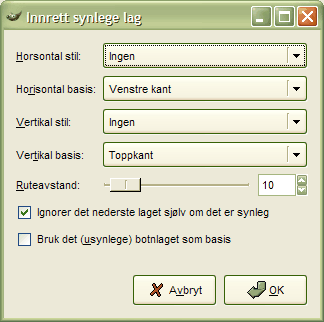 Innrett synlege lag
Horsontal stil: Ingen
Horisontal basis: Venstre kant
Vertikal stil: Ingen
Vertikal basis: Toppkant
Ruteavstand: 10
Ignorer det nederste laget sjølv om det er synleg
Bruk det (usynlege) botnlaget som basis
Avbryt OK